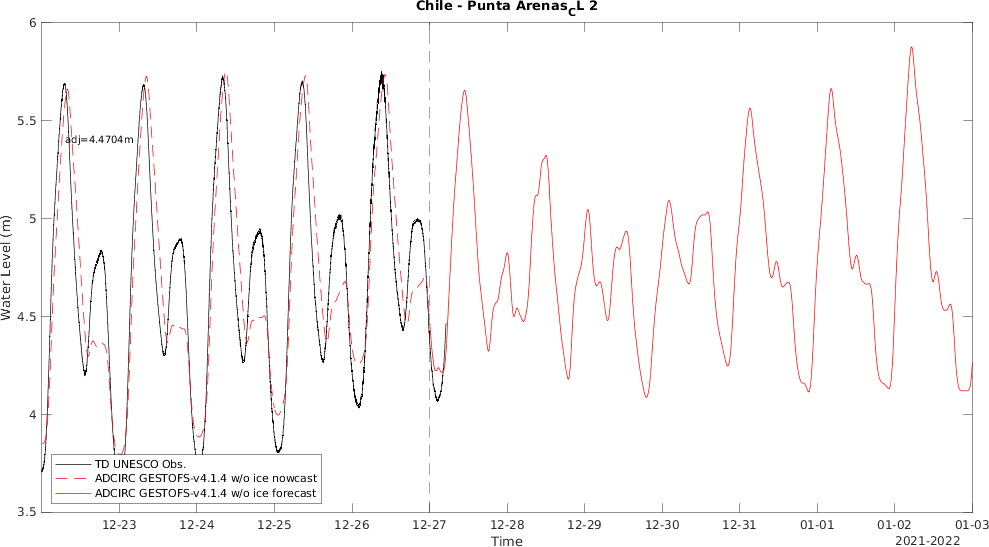 Chile - Punta Arenas_CL 2
6
5.5
5
4.5
4
3.5
Water Level (m)
adj=4.4704m
TD UNESCO Obs.
ADCIRC GESTOFS-v4.1.4 w/o ice nowcast
ADCIRC GESTOFS-v4.1.4 w/o ice forecast
12-23
12-24
12-25
12-26
12-27
12-28
12-29
12-30
12-31
01-01
01-02
01-03
Time
2021-2022